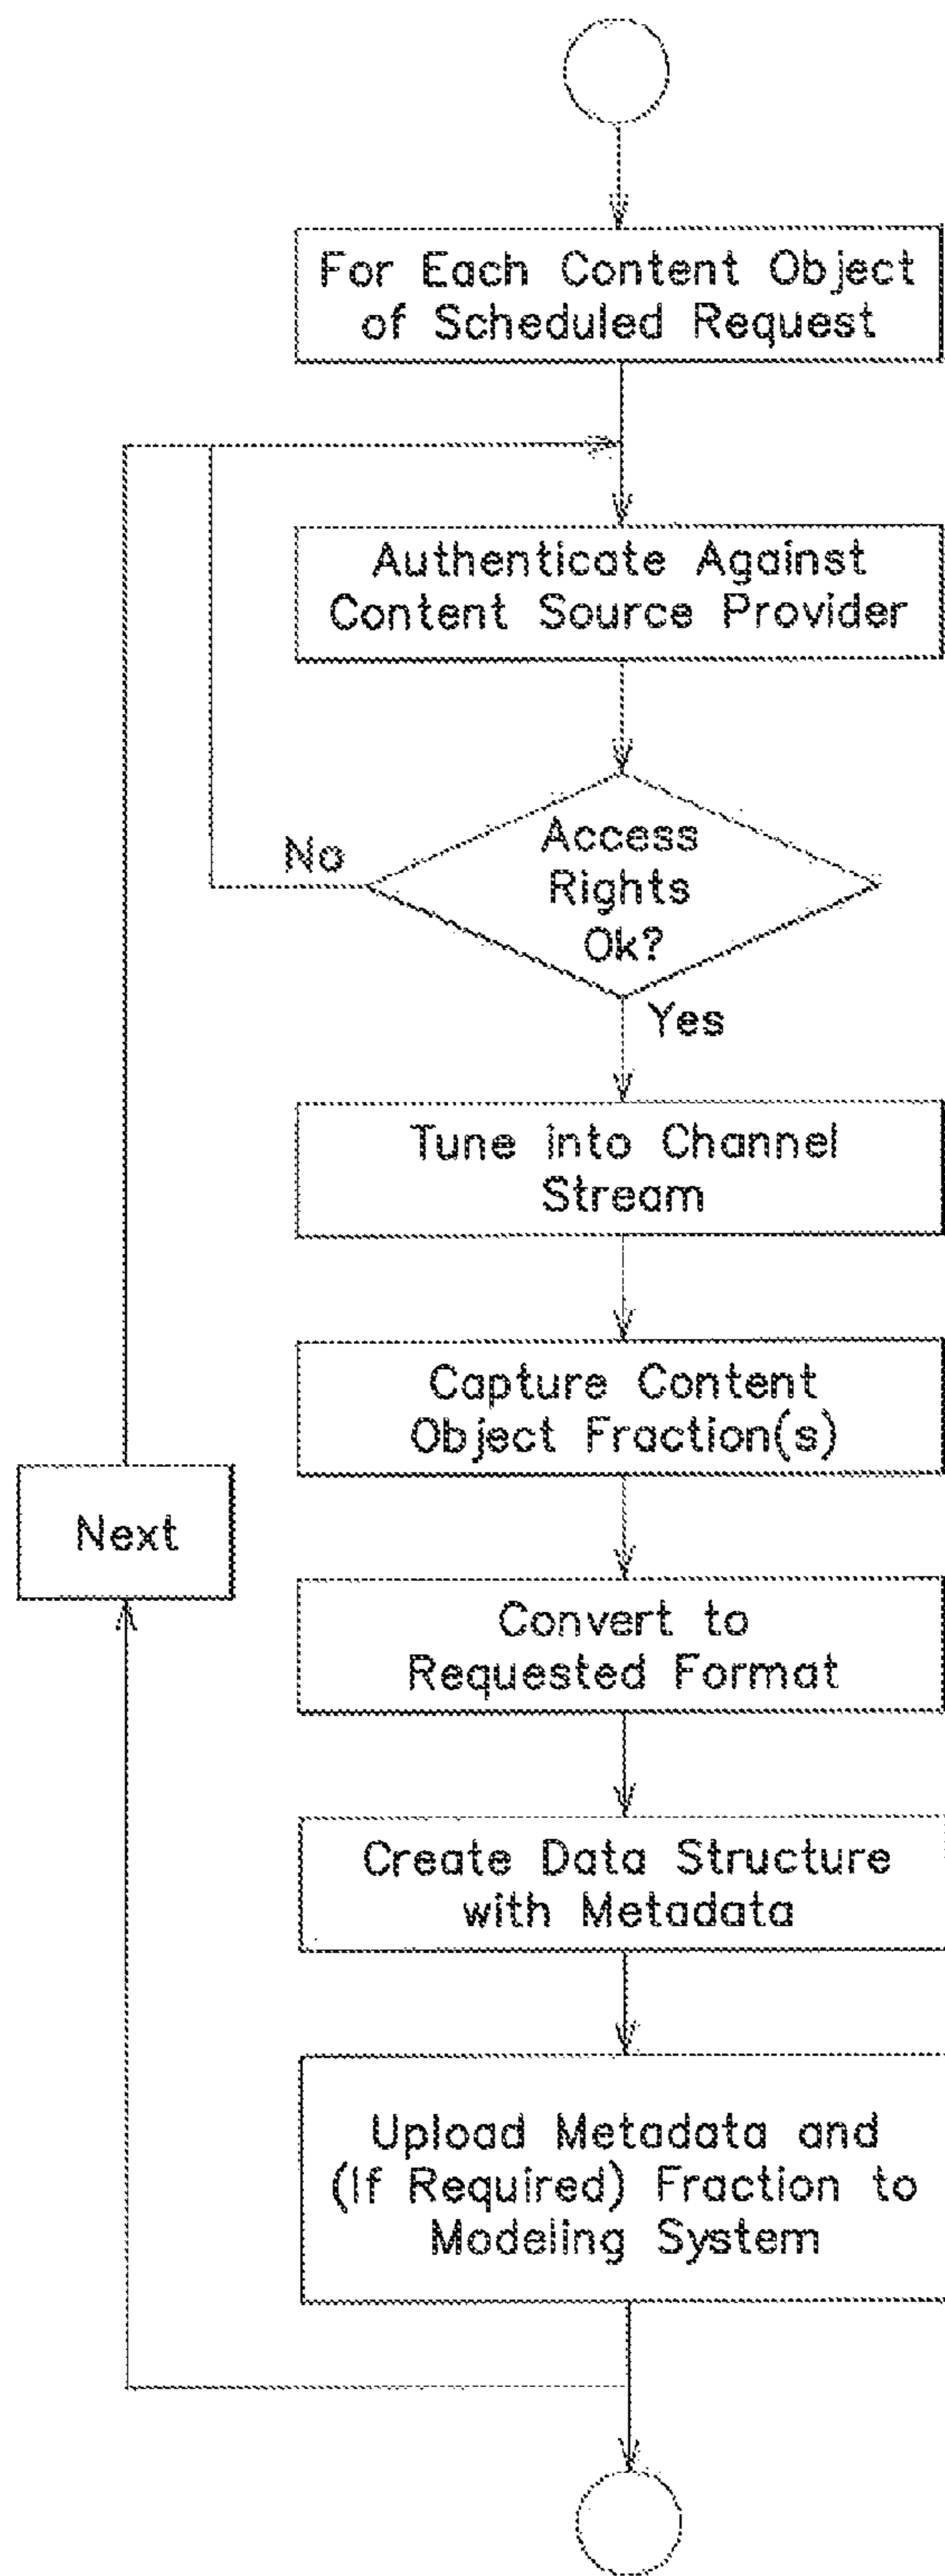 For Each Content Object
of Scheduled Request
Authenticate Against
Content Source Provider
Access
Rights
Ok?
No
Yes
Tune into Channel
Stream
Capture Content
Object Fraction(s)
Next
Convert to
Requested Format
Create Data Structure
with Metadata
Upload Metadata and
(If Required) Fraction to
Modeling System